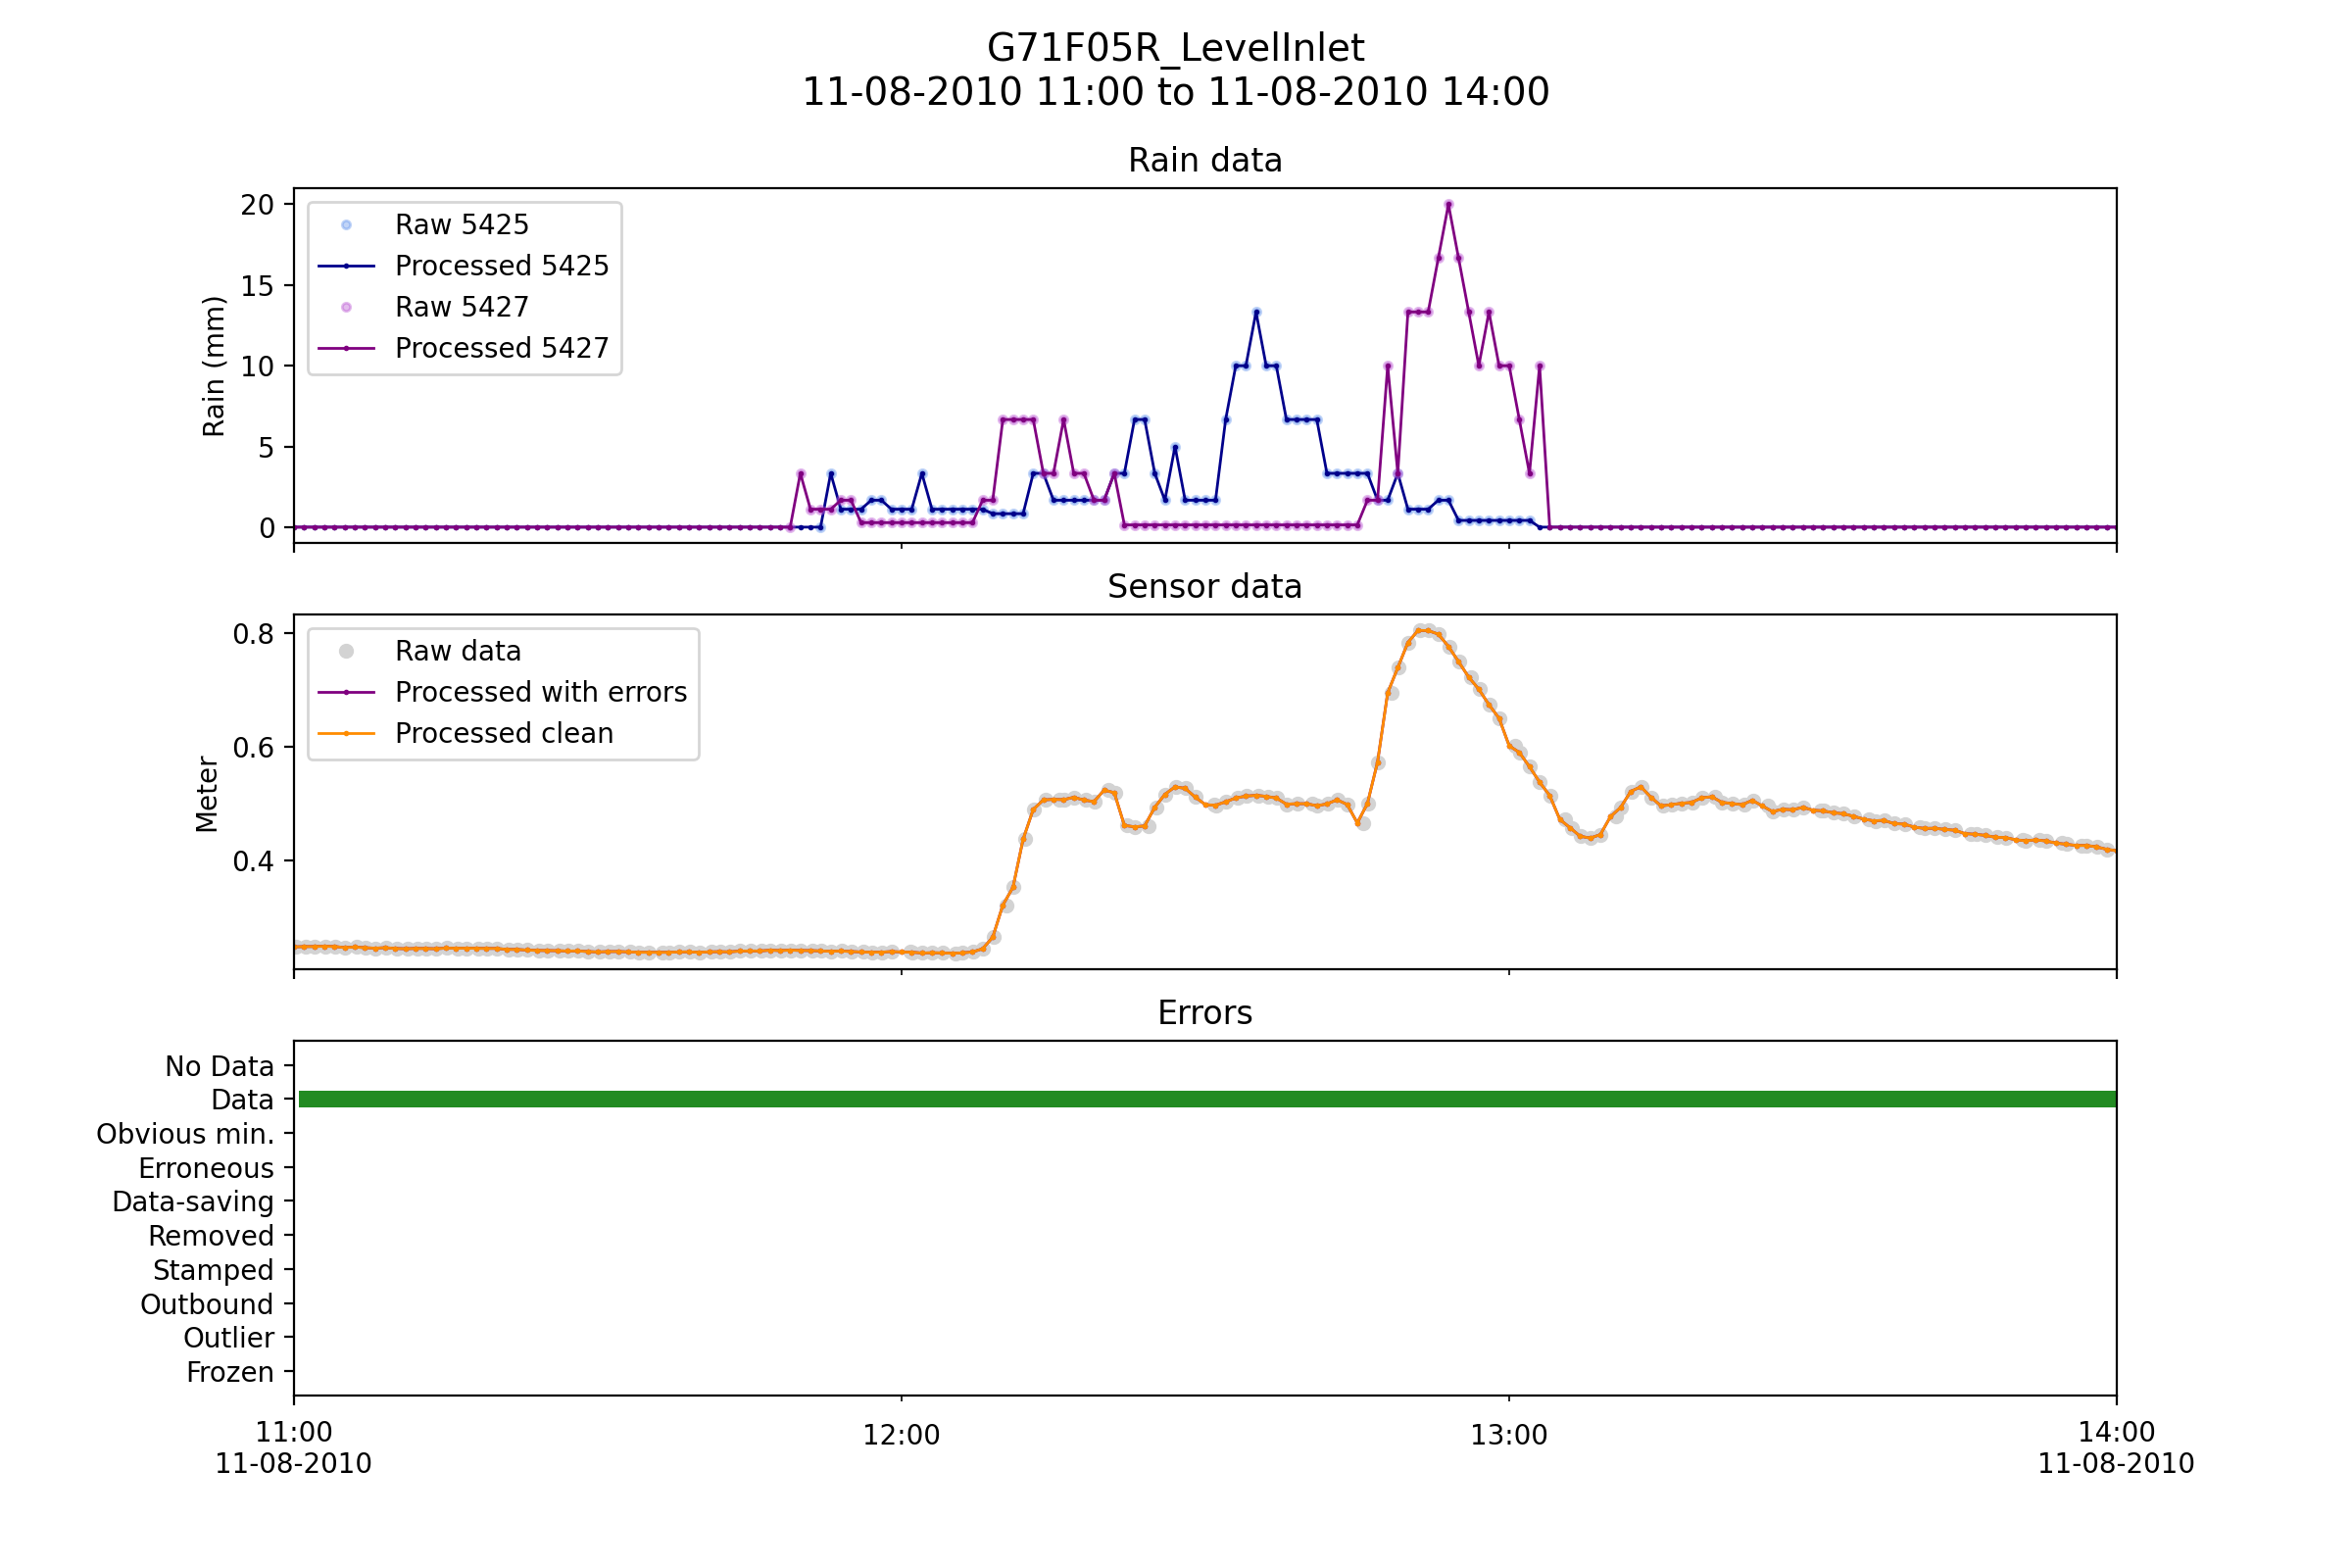 G71F05R_LevelInlet
11-08-2010 11:00 to 11-08-2010 14:00
Rain data
Rain (mm)
20
15
10
5
0
Raw 5425
Processed 5425
Raw 5427
Processed 5427
Sensor data
Meter
0.8
0.6
0.4
Raw data
Processed with errors
Processed clean
Errors
No Data
Data
Obvious min.
Erroneous
Data-saving
Removed
Stamped
Outbound
Outlier
Frozen
11:00
11-08-2010
12:00
13:00
14:00
11-08-2010